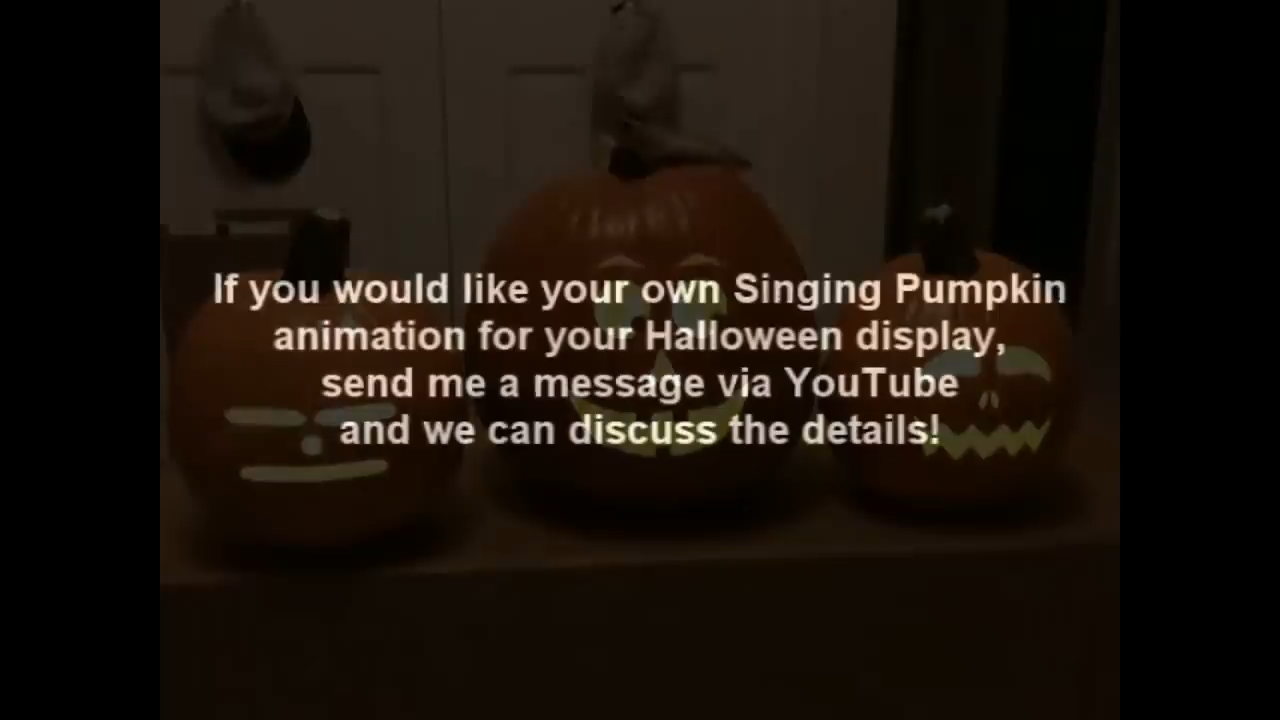 If you would like your own Singing Pumpkin
animation for your Halloween display,
send me a message via YouTube
and we can discuss the details!